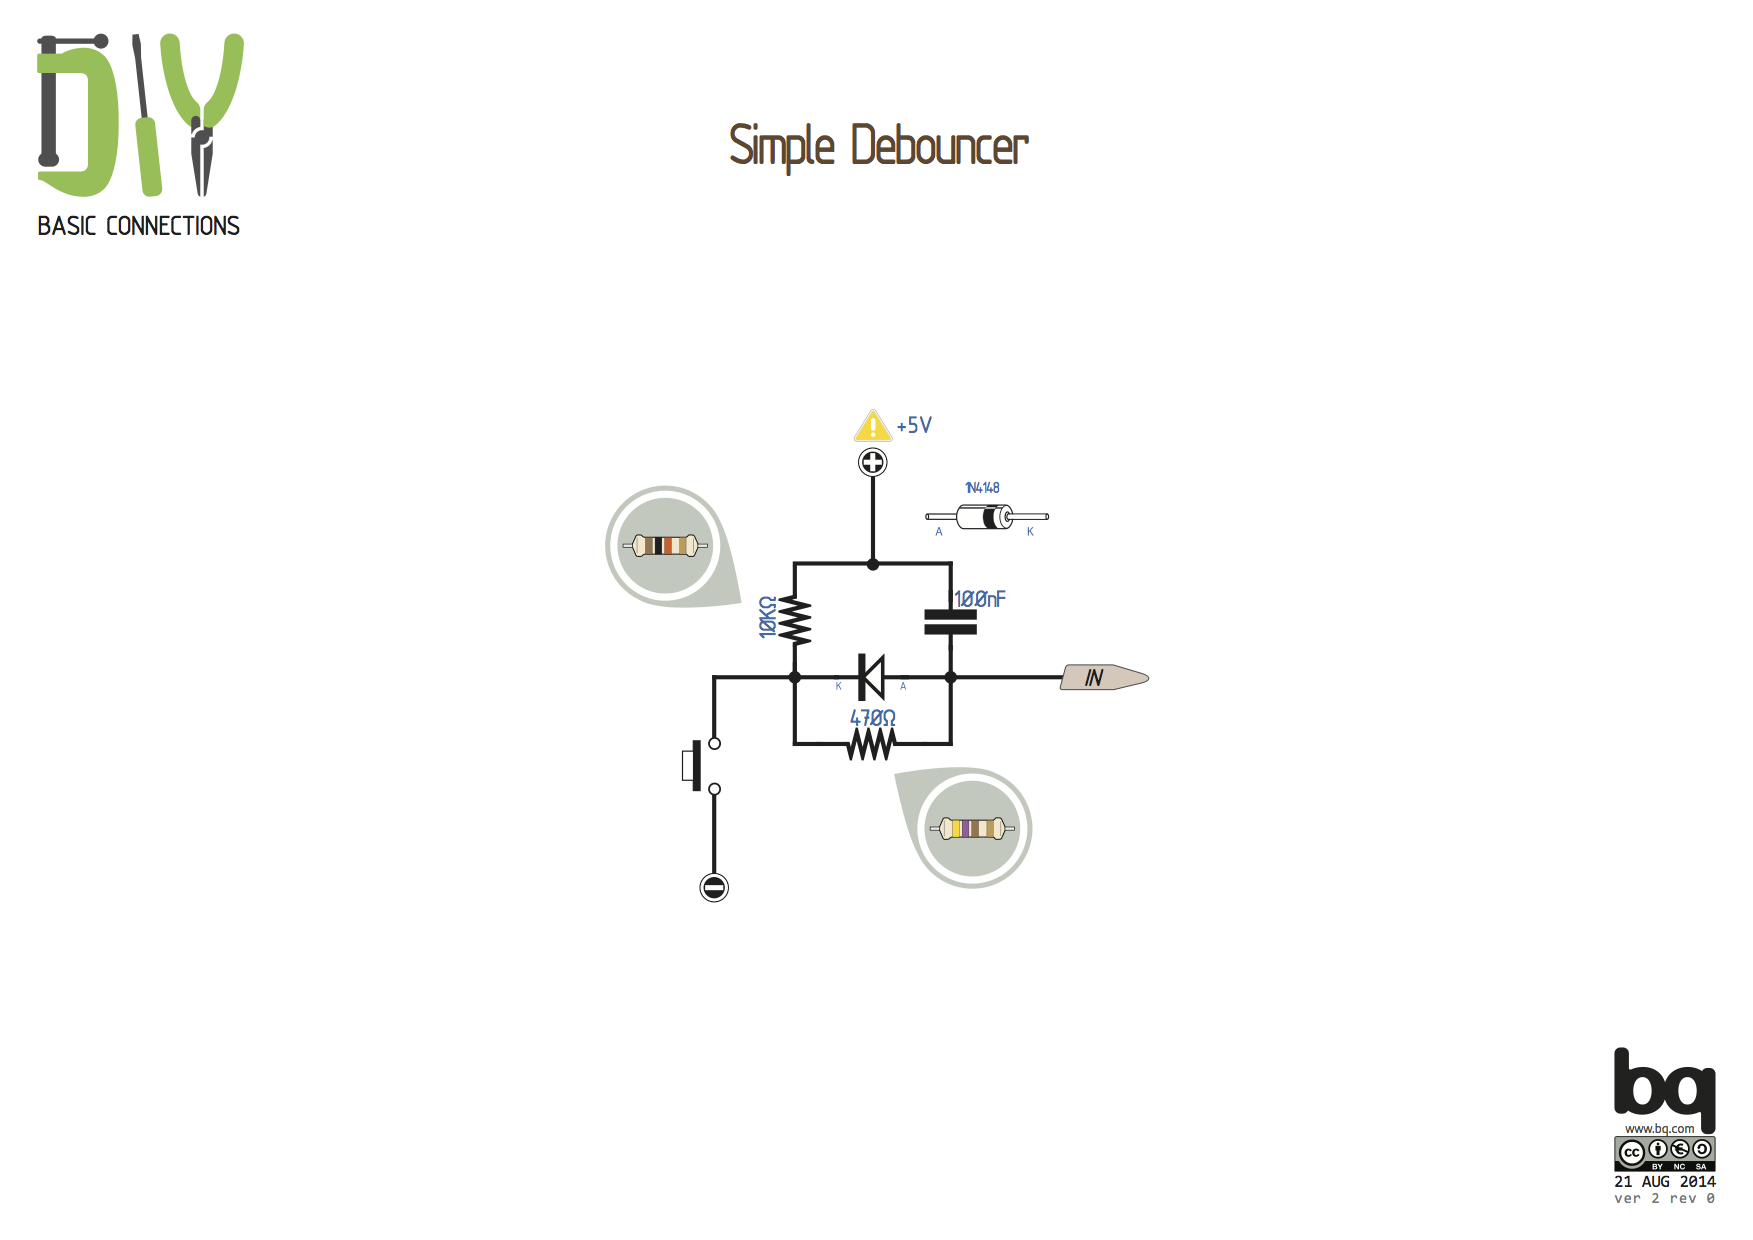 DIY
BASIC CONNECTIONS
Simple Debouncer
+5V
1N4148
A K
10KΩ
100nF
K A
IN
470Ω
bq
www.bq.com
cc
BY NC SA
21 AUG 2014
ver 2 rev 0